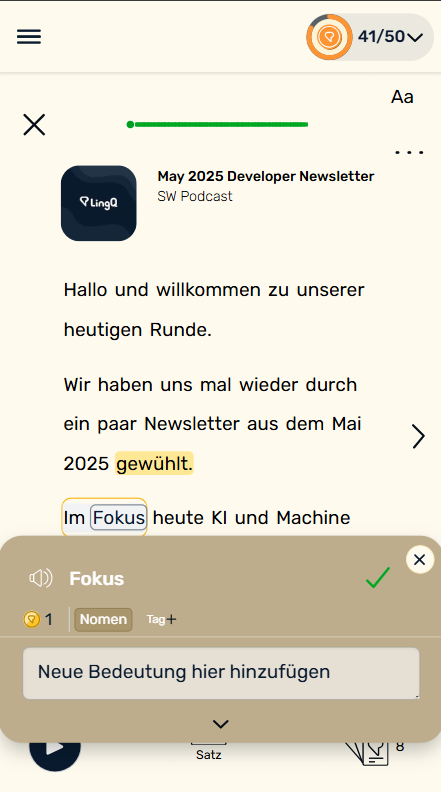 41/50
Aa
May 2025 Developer Newsletter
SW Podcast
LingQ
Hallo und willkommen zu unserer
heutigen Runde.
Wir haben uns mal wieder durch
ein paar Newsletter aus dem Mai
2025 gewühlt.
Im Fokus heute KI und Machine
Fokus
1
Nomen
Tag+
Neue Bedeutung hier hinzufügen
Satz
8